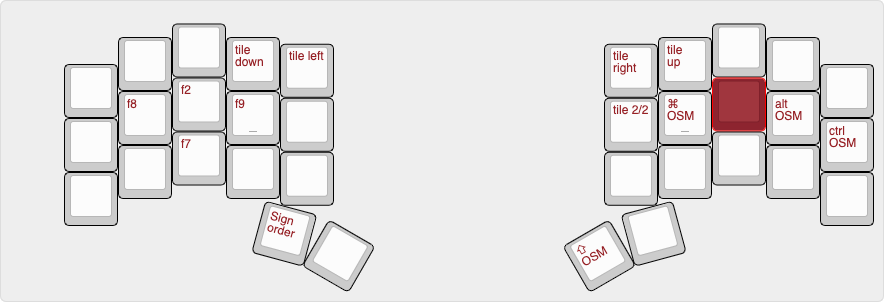 tile
down
tile left
tile
right
tile
up
f8
f2
f9
_
tile 2/2
⌘
OSM
_
alt
OSM
f7
ctrl
OSM
Sign
order
⇧
OSM